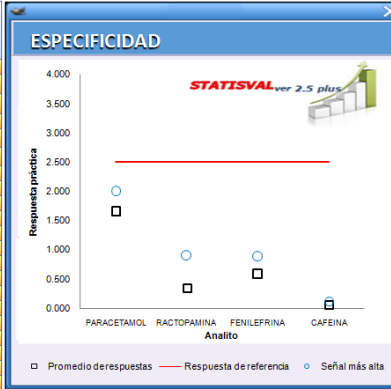 ESPECIFICIDAD
STATISVAL ver 2.5 plus
4.000
3.500
3.000
2.500
2.000
1.500
1.000
0.500
0.000
Respuesta práctica
PARACETAMOL RACTOPAMINA FENILEFRINA CAFEINA
Analito
Promedio de respuestas Respuesta de referencia Señal más alta